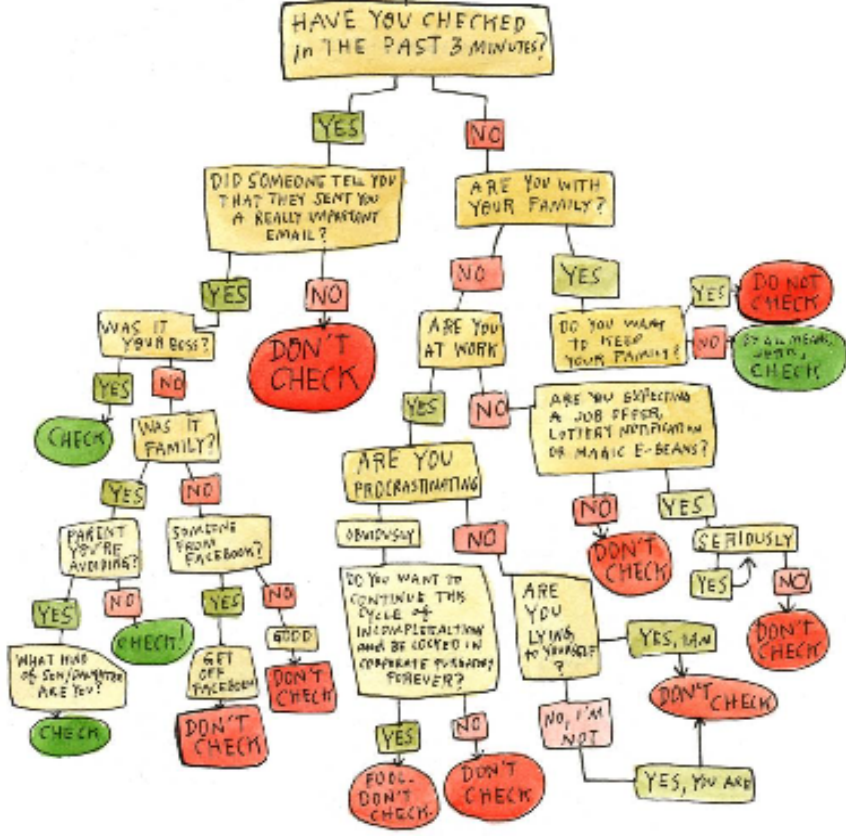 HAVE YOU CHECKED
in THE PAST 3 MINUTES?
YES
NO
DID SOMEONE TELL YOU
THAT THEY SENT YOU
A REALLY IMPORTANT
EMAIL?
ARE YOU WITH
YOUR FAMILY?
YES
NO
NO
YES
DON'T
CHECK
WAS IT
YOUR BOSS?
ARE YOU
AT WORK
DO YOU WANT
TO KEEP
YOUR FAMILY?
YES
DO NOT
CHECK
NO
BY ALL MEANS,
CHECK
YES
NO
CHECK
WAS IT
FAMILY?
YES
NO
ARE YOU EXPECTING
A JOB OFFER,
LOTTERY NOTIFICATION
OR MAGIC E-BEANS?
YES
NO
ARE YOU
PROCRASTINATING
NO
YES
PARENT
YOU'RE
AVOIDING?
SOMEONE
FROM
FACEBOOK?
OBVIOUSLY
NO
DON'T
CHECK
SERIOUSLY
YES
NO
DON'T
CHECK
YES
NO
CHECK!
YES
NO
GOOD
DON'T
CHECK
WHAT KIND
of SON/DAUGHTER
ARE YOU?
CHECK
GET
OFF
FACEBOOK
DON'T
CHECK
DO YOU WANT TO
CONTINUE THIS
CYCLE of
INCOMPLETE ACTION
AND BE LOCKED IN
CORPORATE PURGATORY
FOREVER?
YES
NO
FOOL.
DON'T
CHECK.
DON'T
CHECK
ARE
YOU
LYING
to YOURSELF
?
YES, I AM
DON'T CHECK
NO, I'M
NOT
YES, YOU ARE